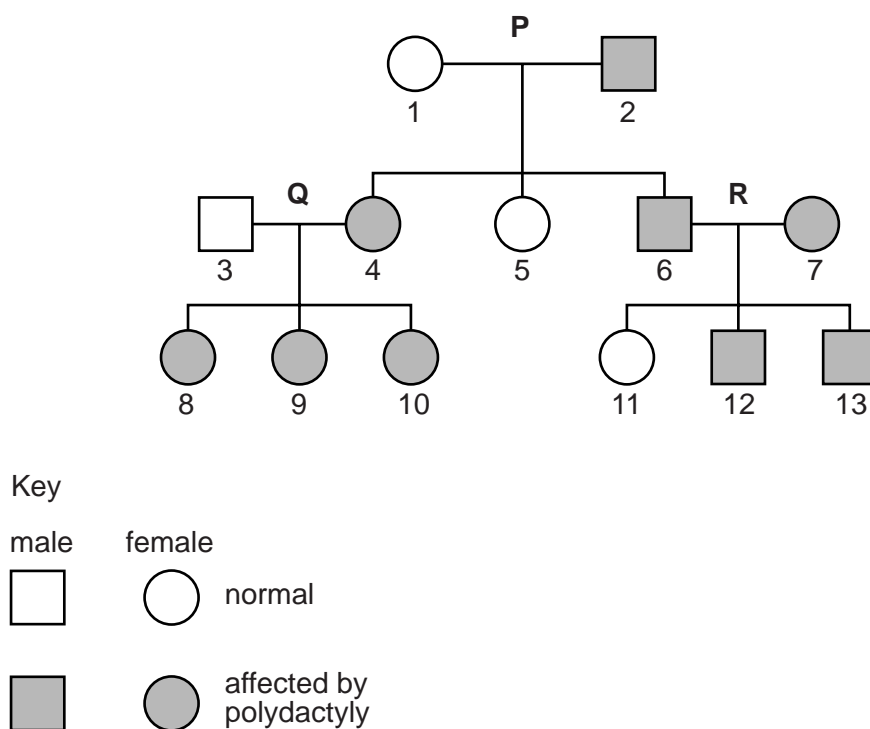 P
1 2
Q R
3 4 5 6 7
8 9 10 11 12 13
Key
male female
normal
affected by
polydactyly